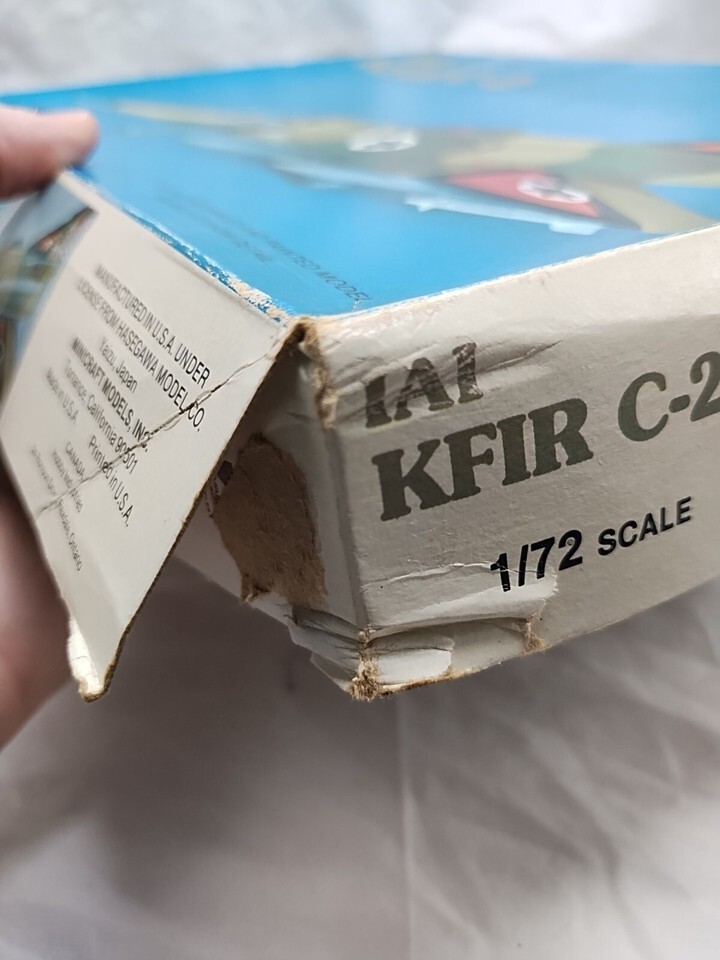 MANUFACTURED IN U.S.A. UNDER
LICENSE FROM HASEGAWA MODEL CO.
Yaizu, Japan
MINICRAFT MODELS, INC.
Torrance, California 90501
Made in U.S.A. Printed in U.S.A.
CANADA
MODEL
IAI
KFIR C-2
1/72 SCALE